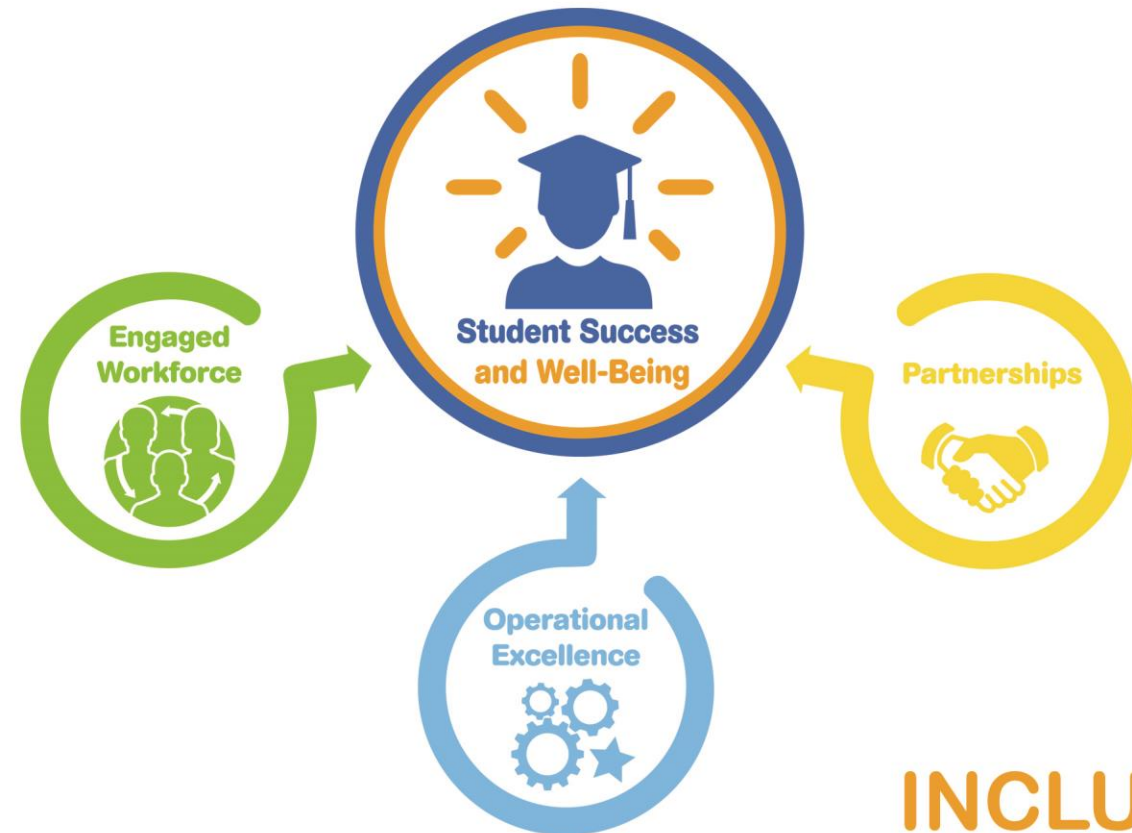 Student Success
and Well-Being
Engaged
Workforce
Partnerships
Operational
Excellence
INCLU